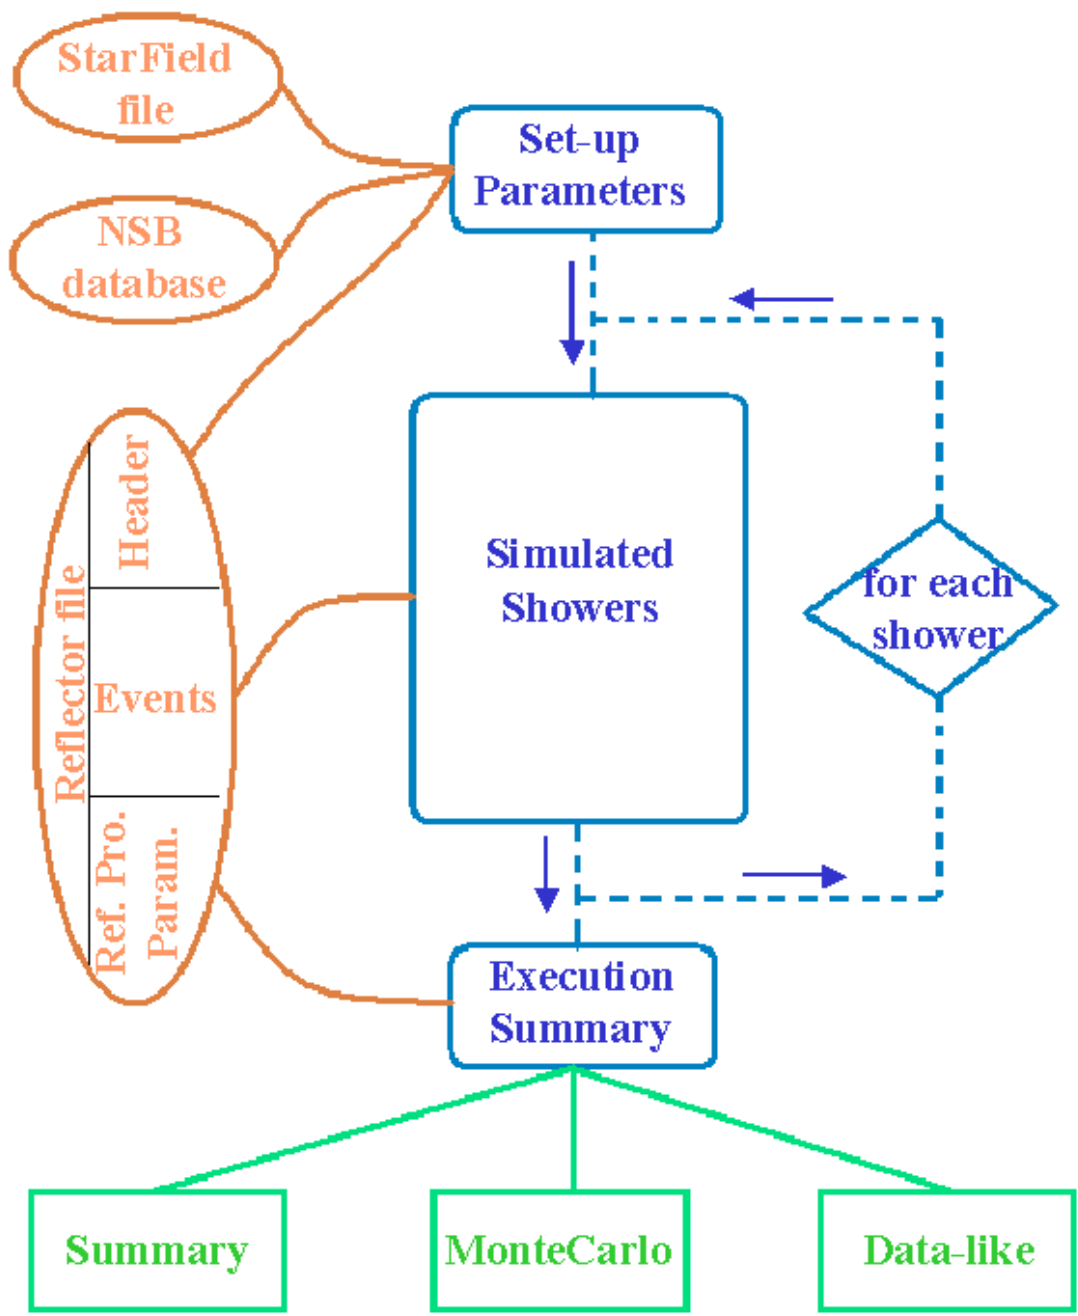 StarField
file
Set-up
Parameters
NSB
database
Reflector file
Header
Events
Ref. Pro.
Param.
Simulated
Showers
for each
shower
Execution
Summary
Summary
MonteCarlo
Data-like